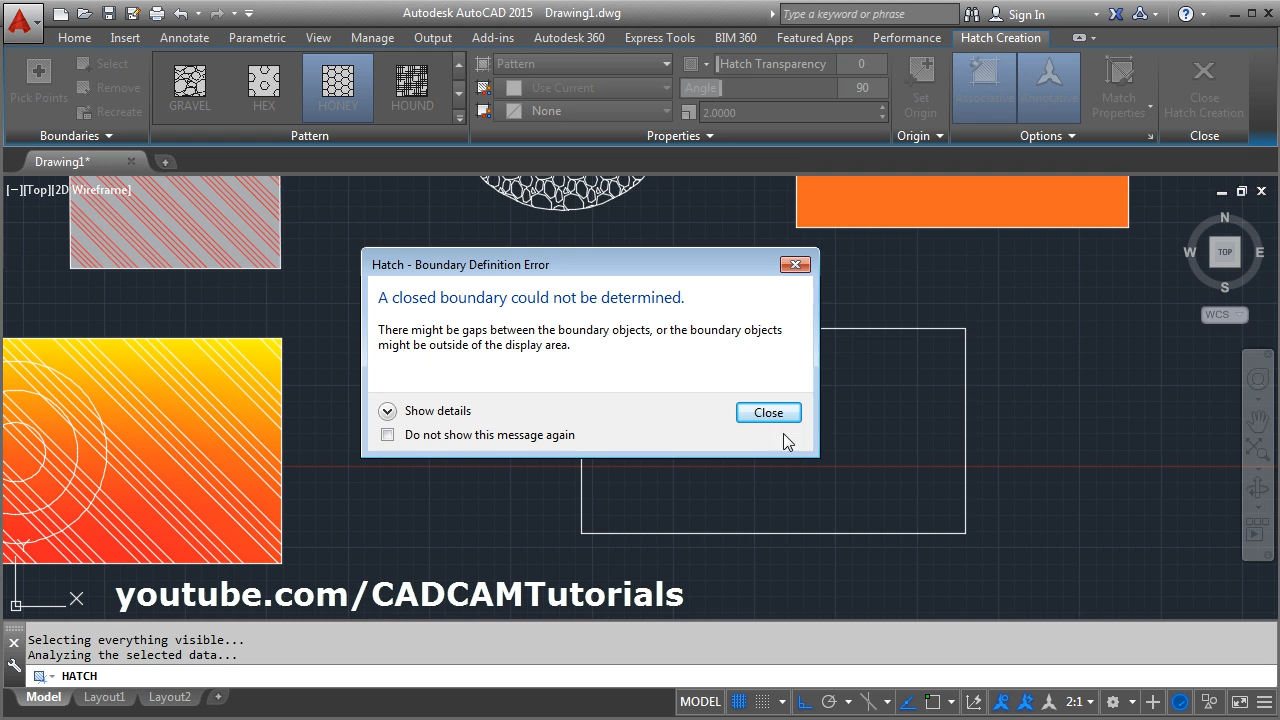 Autodesk AutoCAD 2015 Drawing1.dwg
Type a keyword or phrase
Sign In
Home Insert Annotate Parametric View Manage Output Add-ins Autodesk 360 Express Tools BIM 360 Featured Apps Performance Hatch Creation
Pick Points
Select
Remove
Recreate
Boundaries
GRAVEL HEX HONEY HOUND
Pattern
Pattern
Use Current
None
Hatch Transparency 0
Angle 90
2.0000
Properties
Set Origin
Origin
Associative Annotative
Match Properties
Options
Close Hatch Creation
Close
Drawing1*
[−][Top][2D Wireframe]
N
W TOP E
S
WCS
Hatch - Boundary Definition Error
A closed boundary could not be determined.
There might be gaps between the boundary objects, or the boundary objects
might be outside of the display area.
Show details
Close
Do not show this message again
Y
X
youtube.com/CADCAMTutorials
Selecting everything visible...
Analyzing the selected data...
HATCH
Model Layout1 Layout2
MODEL
2:1